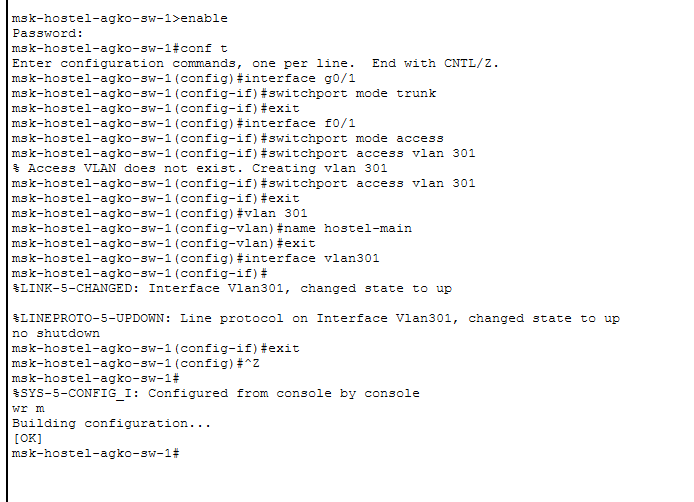 msk-hostel-agko-sw-1>enable
Password:
msk-hostel-agko-sw-1#conf t
Enter configuration commands, one per line.  End with CNTL/Z.
msk-hostel-agko-sw-1(config)#interface g0/1
msk-hostel-agko-sw-1(config-if)#switchport mode trunk
msk-hostel-agko-sw-1(config-if)#exit
msk-hostel-agko-sw-1(config)#interface f0/1
msk-hostel-agko-sw-1(config-if)#switchport mode access
msk-hostel-agko-sw-1(config-if)#switchport access vlan 301
% Access VLAN does not exist. Creating vlan 301
msk-hostel-agko-sw-1(config-if)#switchport access vlan 301
msk-hostel-agko-sw-1(config-if)#exit
msk-hostel-agko-sw-1(config)#vlan 301
msk-hostel-agko-sw-1(config-vlan)#name hostel-main
msk-hostel-agko-sw-1(config-vlan)#exit
msk-hostel-agko-sw-1(config)#interface vlan301
msk-hostel-agko-sw-1(config-if)#
%LINK-5-CHANGED: Interface Vlan301, changed state to up

%LINEPROTO-5-UPDOWN: Line protocol on Interface Vlan301, changed state to up
no shutdown
msk-hostel-agko-sw-1(config-if)#exit
msk-hostel-agko-sw-1(config)#^Z
msk-hostel-agko-sw-1#
%SYS-5-CONFIG_I: Configured from console by console
wr m
Building configuration...
[OK]
msk-hostel-agko-sw-1#